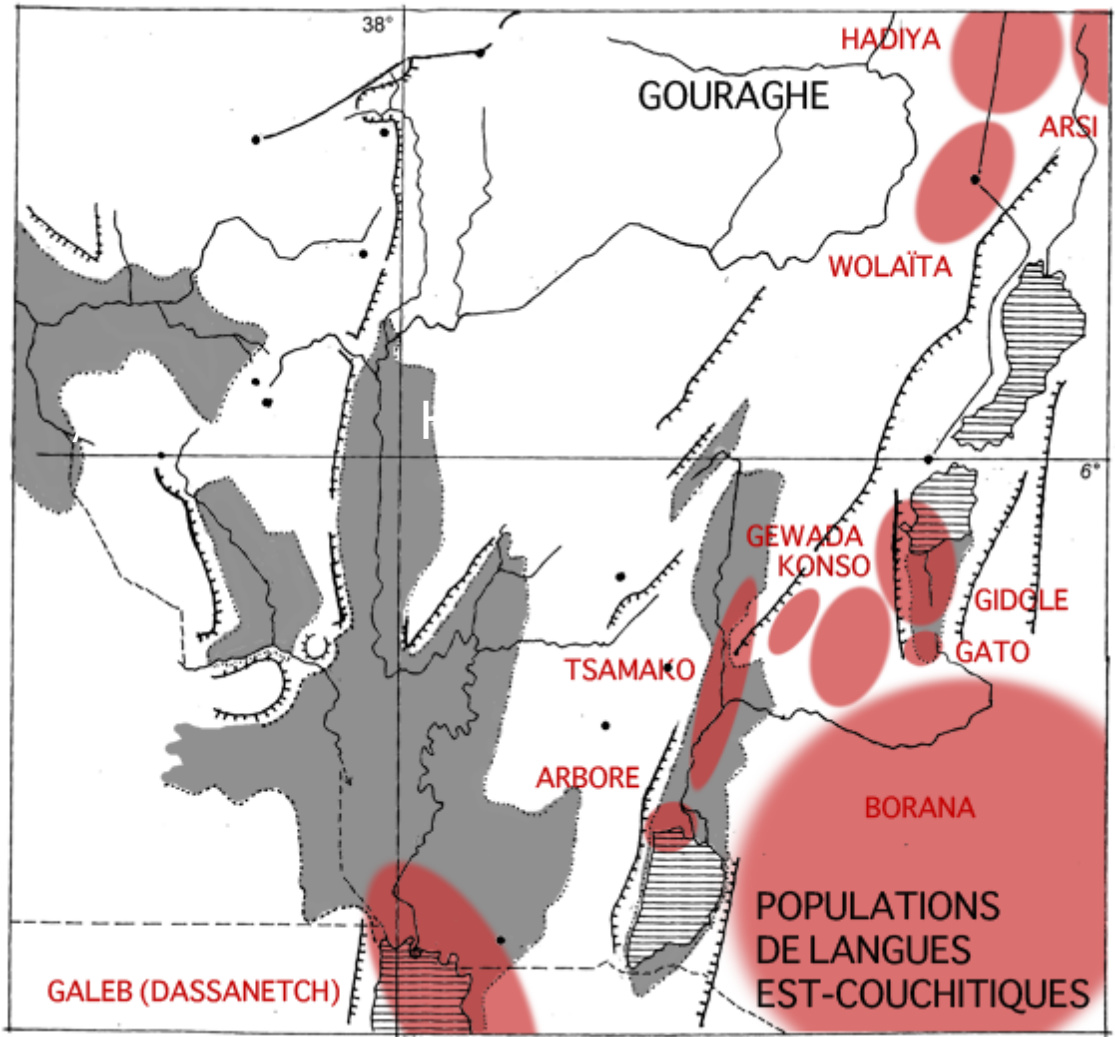 38°
HADIYA
GOURAGHE
ARSI
WOLAÏTA
H
6°
GEWADA
KONSO
GIDOLE
GATO
TSAMAKO
ARBORE
BORANA
POPULATIONS
DE LANGUES
EST-COUCHITIQUES
GALEB (DASSANETCH)